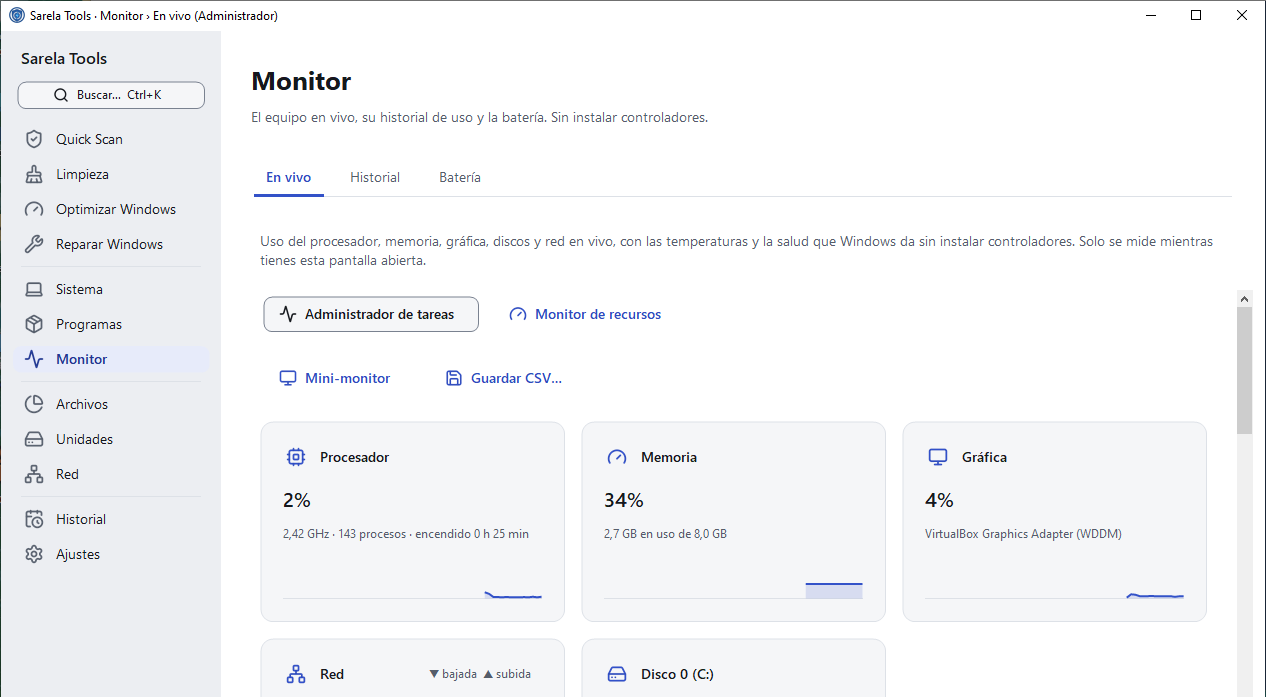 Sarela Tools · Monitor › En vivo (Administrador)
Sarela Tools
Buscar... Ctrl+K
Quick Scan
Limpieza
Optimizar Windows
Reparar Windows
Sistema
Programas
Monitor
Archivos
Unidades
Red
Historial
Ajustes
Monitor
El equipo en vivo, su historial de uso y la batería. Sin instalar controladores.
En vivo Historial Batería
Uso del procesador, memoria, gráfica, discos y red en vivo, con las temperaturas y la salud que Windows da sin instalar controladores. Solo se mide mientras
tienes esta pantalla abierta.
Administrador de tareas Monitor de recursos
Mini-monitor Guardar CSV...
Procesador
2%
2,42 GHz · 143 procesos · encendido 0 h 25 min
Memoria
34%
2,7 GB en uso de 8,0 GB
Gráfica
4%
VirtualBox Graphics Adapter (WDDM)
Red ▼ bajada ▲ subida
Disco 0 (C:)